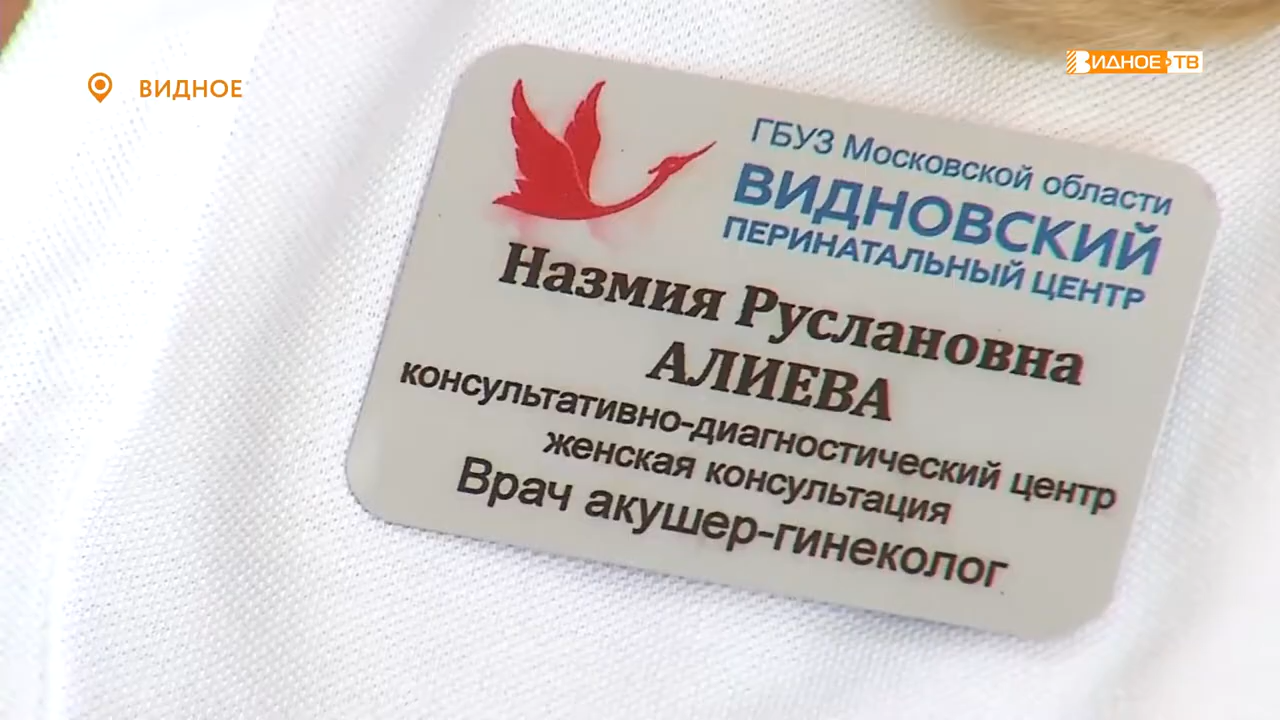 ВИДНОЕ
ВИДНОЕ ТВ
ГБУЗ Московской области
ВИДНОВСКИЙ
ПЕРИНАТАЛЬНЫЙ ЦЕНТР
Назмия Руслановна
АЛИЕВА
консультативно-диагностический центр
женская консультация
Врач акушер-гинеколог